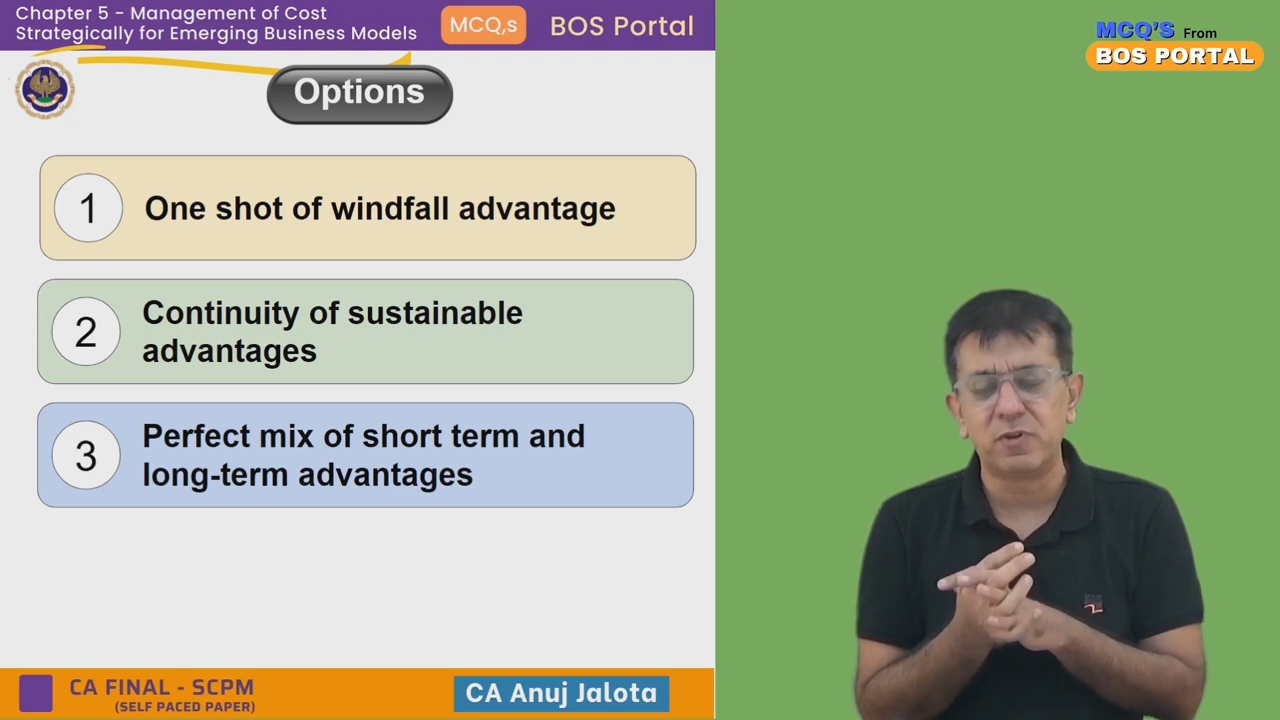 Chapter 5 - Management of Cost
Strategically for Emerging Business Models
MCQ,s
BOS Portal
MCQ'S From
BOS PORTAL
Options
1
One shot of windfall advantage
2
Continuity of sustainable
advantages
3
Perfect mix of short term and
long-term advantages
CA FINAL - SCPM
(SELF PACED PAPER)
CA Anuj Jalota